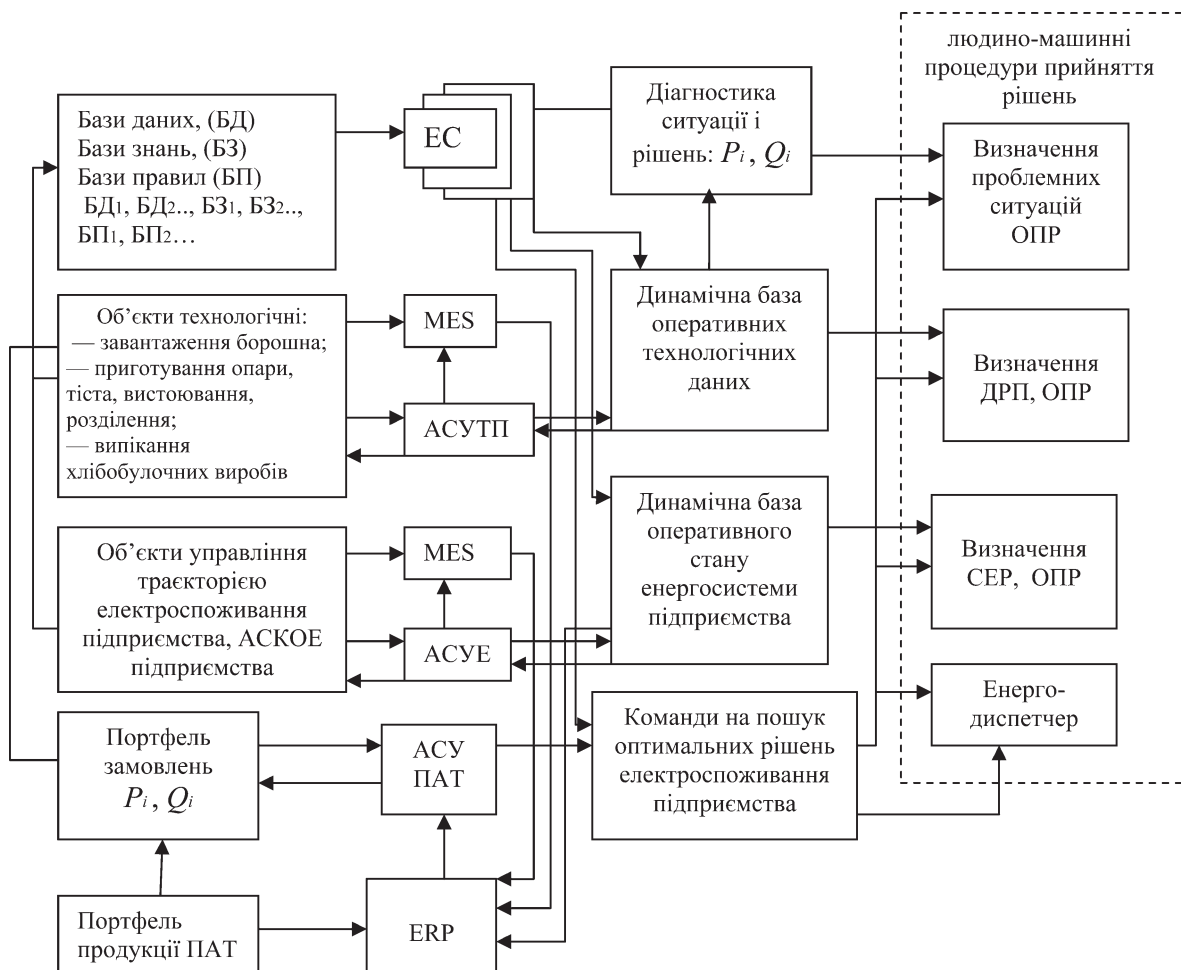 людино-машинні
процедури прийняття
рішень
Бази даних, (БД)
Бази знань, (БЗ)
Бази правил (БП)
БД1, БД2.., БЗ1, БЗ2..,
БП1, БП2…
ЕС
Діагностика
ситуації і
рішень: Pi , Qi
Визначення
проблемних
ситуацій
ОПР
Об’єкти технологічні:
— завантаження борошна;
— приготування опари,
тіста, вистоювання,
розділення;
— випікання
хлібобулочних виробів
MES
АСУТП
Динамічна база
оперативних
технологічних
даних
Визначення
ДРП, ОПР
Об’єкти управління
траєкторією
електроспоживання
підприємства, АСКОЕ
підприємства
MES
АСУЕ
Динамічна база
оперативного
стану
енергосистеми
підприємства
Визначення
СЕР, ОПР
Портфель
замовлень
Pi , Qi
АСУ
ПАТ
Команди на пошук
оптимальних рішень
електроспоживання
підприємства
Енерго-
диспетчер
Портфель
продукції ПАТ
ERP